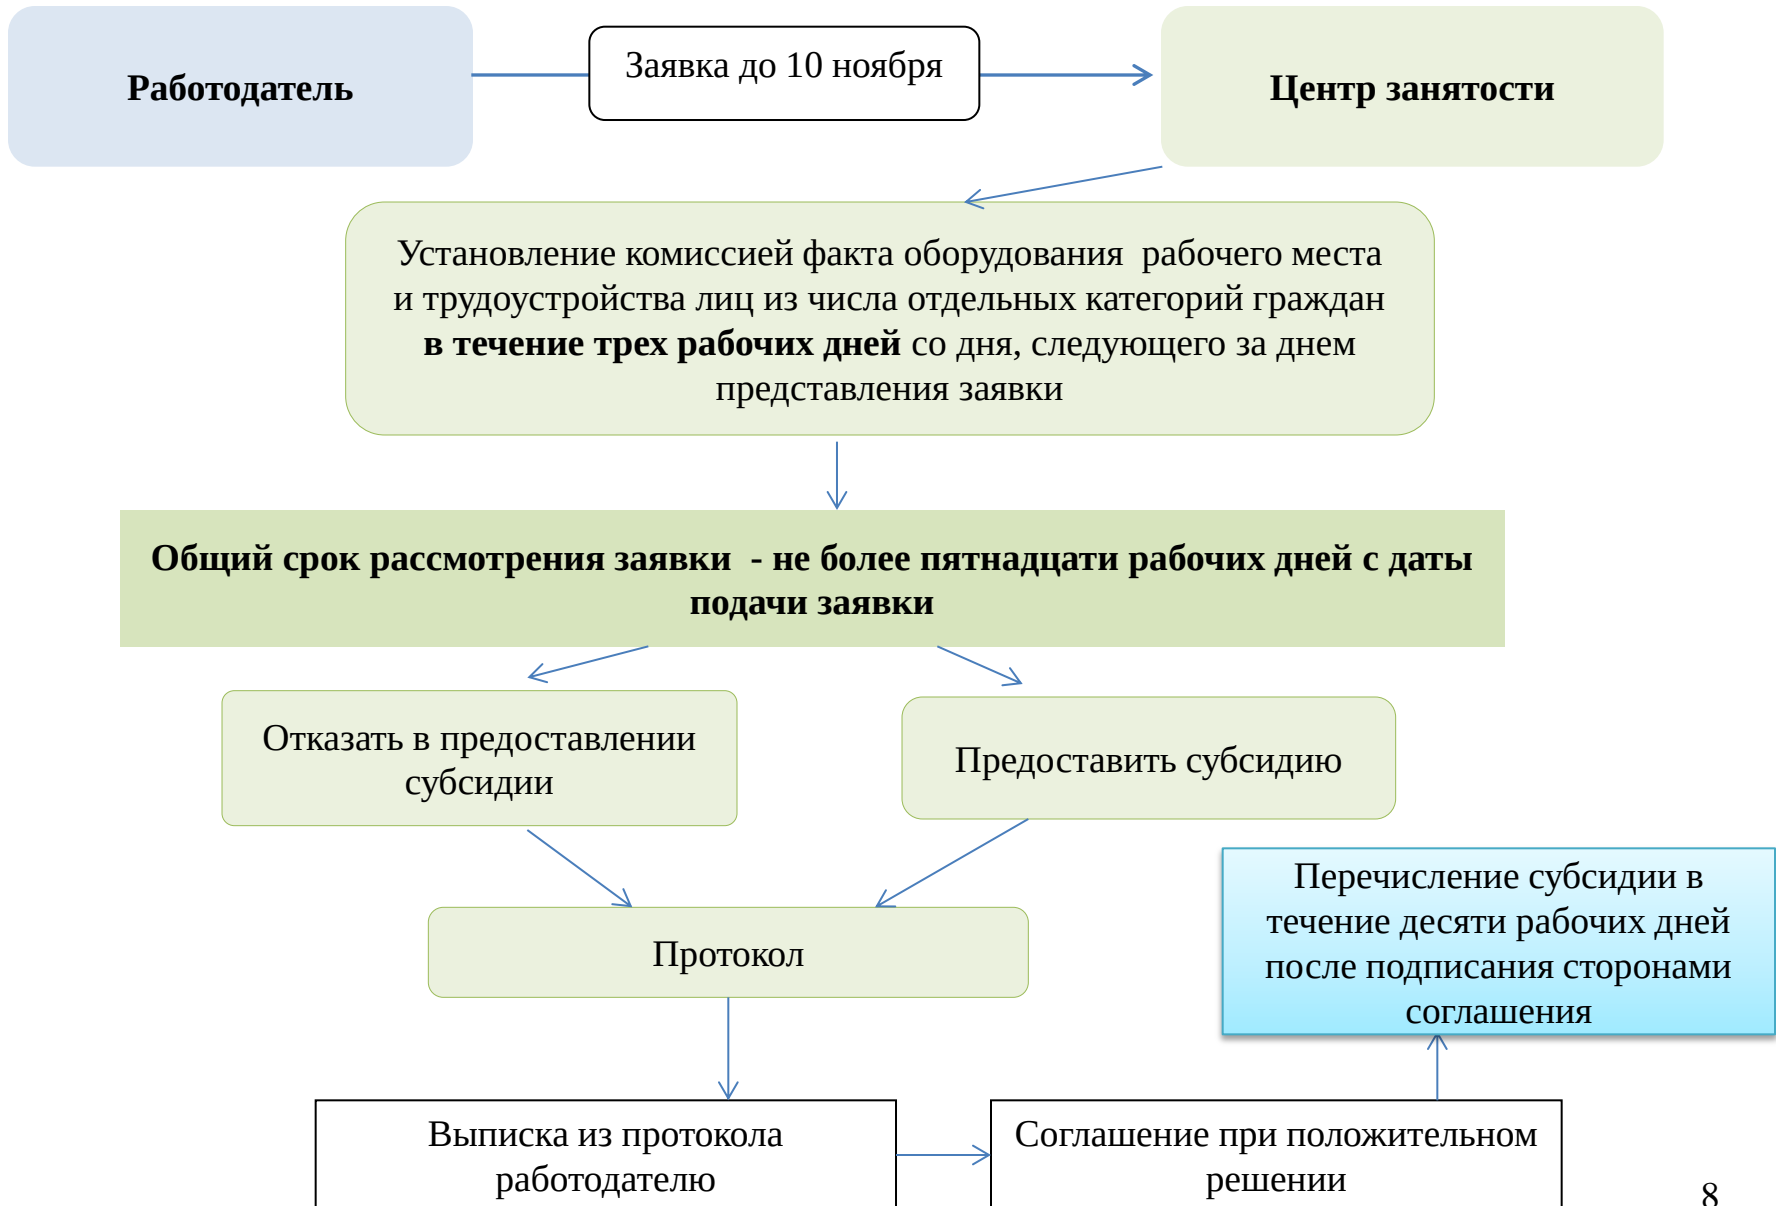 Работодатель
Заявка до 10 ноября
Центр занятости
Установление комиссией факта оборудования рабочего места
и трудоустройства лиц из числа отдельных категорий граждан
в течение трех рабочих дней со дня, следующего за днем
представления заявки
Общий срок рассмотрения заявки - не более пятнадцати рабочих дней с даты
подачи заявки
Отказать в предоставлении
субсидии
Предоставить субсидию
Протокол
Перечисление субсидии в
течение десяти рабочих дней
после подписания сторонами
соглашения
Выписка из протокола
работодателю
Соглашение при положительном
решении
8